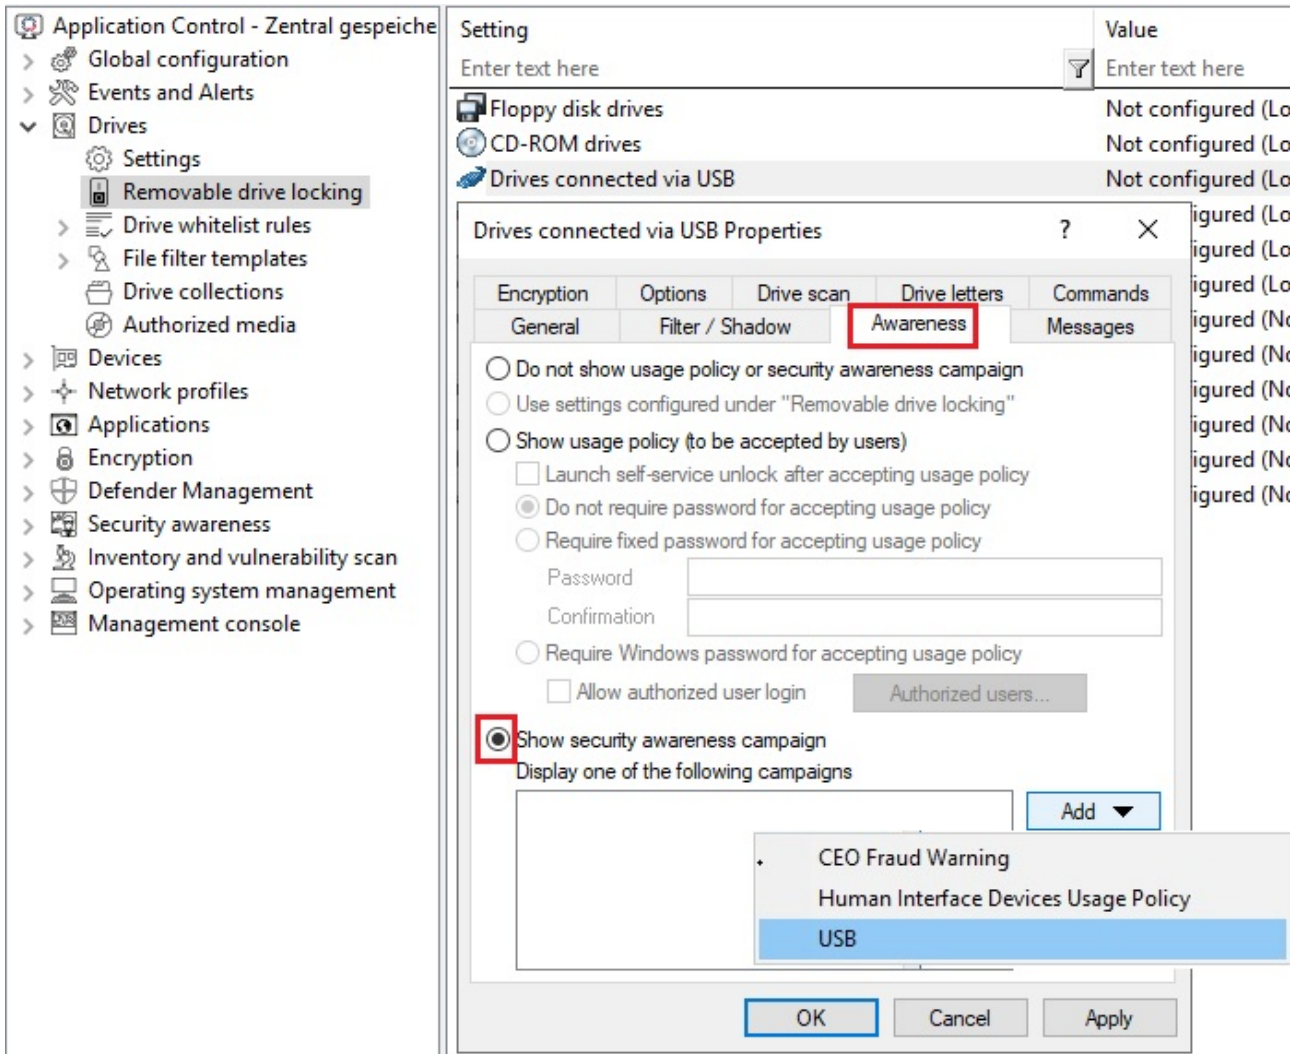 Application Control - Zentral gespeiche
Global configuration
Events and Alerts
Drives
Settings
Removable drive locking
Drive whitelist rules
File filter templates
Drive collections
Authorized media
Devices
Network profiles
Applications
Encryption
Defender Management
Security awareness
Inventory and vulnerability scan
Operating system management
Management console
Setting Value
Enter text here Enter text here
Floppy disk drives Not configured (Lo
CD-ROM drives Not configured (Lo
Drives connected via USB Not configured (Lo
igured (Lo
igured (Lo
igured (Lo
igured (No
igured (No
igured (No
igured (No
igured (No
igured (No
Drives connected via USB Properties ?
Encryption Options Drive scan Drive letters Commands
General Filter / Shadow Awareness Messages
Do not show usage policy or security awareness campaign
Use settings configured under "Removable drive locking"
Show usage policy (to be accepted by users)
Launch self-service unlock after accepting usage policy
Do not require password for accepting usage policy
Require fixed password for accepting usage policy
Password
Confirmation
Require Windows password for accepting usage policy
Allow authorized user login Authorized users...
Show security awareness campaign
Display one of the following campaigns
Add
CEO Fraud Warning
Human Interface Devices Usage Policy
USB
OK Cancel Apply